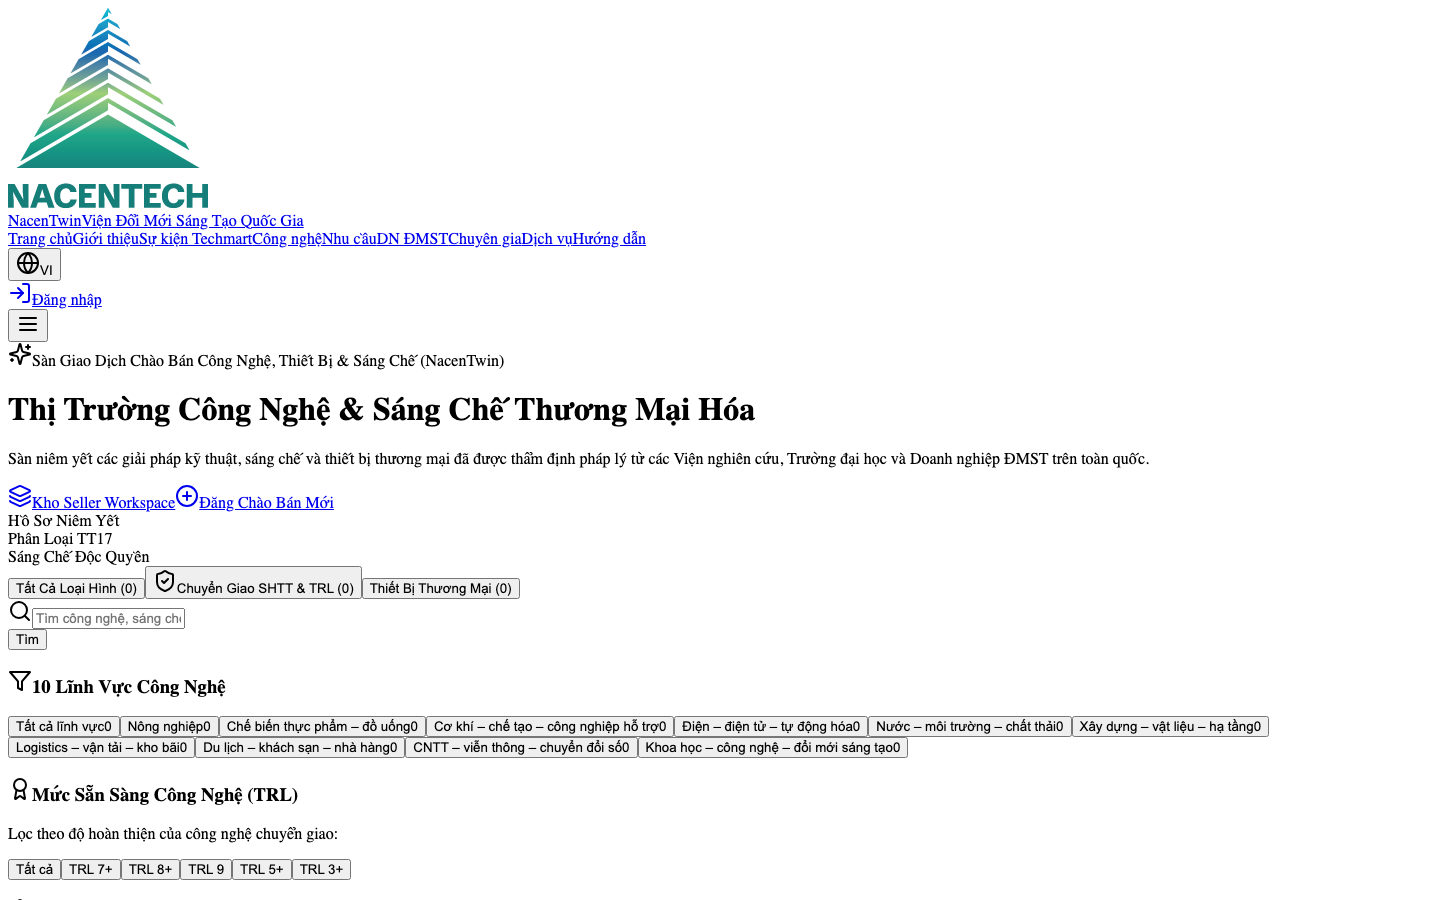 NACENTECH
NacenTwinViện Đổi Mới Sáng Tạo Quốc Gia
Trang chủGiới thiệuSự kiện TechmartCông nghệNhu cầuDN ĐMSTChuyên giaDịch vụHướng dẫn
VI
Đăng nhập
Sàn Giao Dịch Chào Bán Công Nghệ, Thiết Bị & Sáng Chế (NacenTwin)
Thị Trường Công Nghệ & Sáng Chế Thương Mại Hóa
Sàn niêm yết các giải pháp kỹ thuật, sáng chế và thiết bị thương mại đã được thẩm định pháp lý từ các Viện nghiên cứu, Trường đại học và Doanh nghiệp ĐMST trên toàn quốc.
Kho Seller WorkspaceĐăng Chào Bán Mới
Hồ Sơ Niêm Yết
Phân Loại TT17
Sáng Chế Độc Quyền
Tất Cả Loại Hình (0) Chuyển Giao SHTT & TRL (0) Thiết Bị Thương Mại (0)
Tìm công nghệ, sáng chế
Tìm
10 Lĩnh Vực Công Nghệ
Tất cả lĩnh vực0 Nông nghiệp0 Chế biến thực phẩm – đồ uống0 Cơ khí – chế tạo – công nghiệp hỗ trợ0 Điện – điện tử – tự động hóa0 Nước – môi trường – chất thải0 Xây dựng – vật liệu – hạ tầng0
Logistics – vận tải – kho bãi0 Du lịch – khách sạn – nhà hàng0 CNTT – viễn thông – chuyển đổi số0 Khoa học – công nghệ – đổi mới sáng tạo0
Mức Sẵn Sàng Công Nghệ (TRL)
Lọc theo độ hoàn thiện của công nghệ chuyển giao:
Tất cả TRL 7+ TRL 8+ TRL 9 TRL 5+ TRL 3+